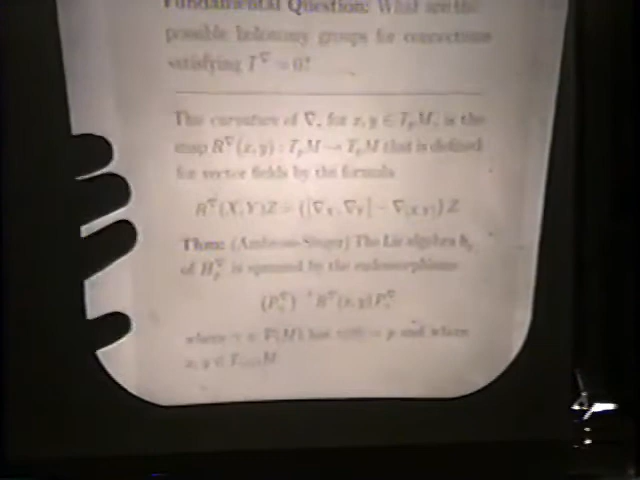 Fundamental Question: What are the
possible holonomy groups for connections
satisfying T^∇ = 0?
The curvature of ∇, for x, y ∈ T_pM, is the
map R^∇(x, y) : T_pM → T_pM that is defined
for vector fields by the formula
R^∇(X, Y)Z = ([∇_X, ∇_Y] − ∇_[X,Y]) Z
Thm: (Ambrose-Singer) The Lie algebra 𝔥_p
of H_p^∇ is spanned by the endomorphisms
(P_γ^∇)^-1 R^∇(x, y) P_γ^∇
where γ ∈ P(M) has = p and where
x, y ∈ M